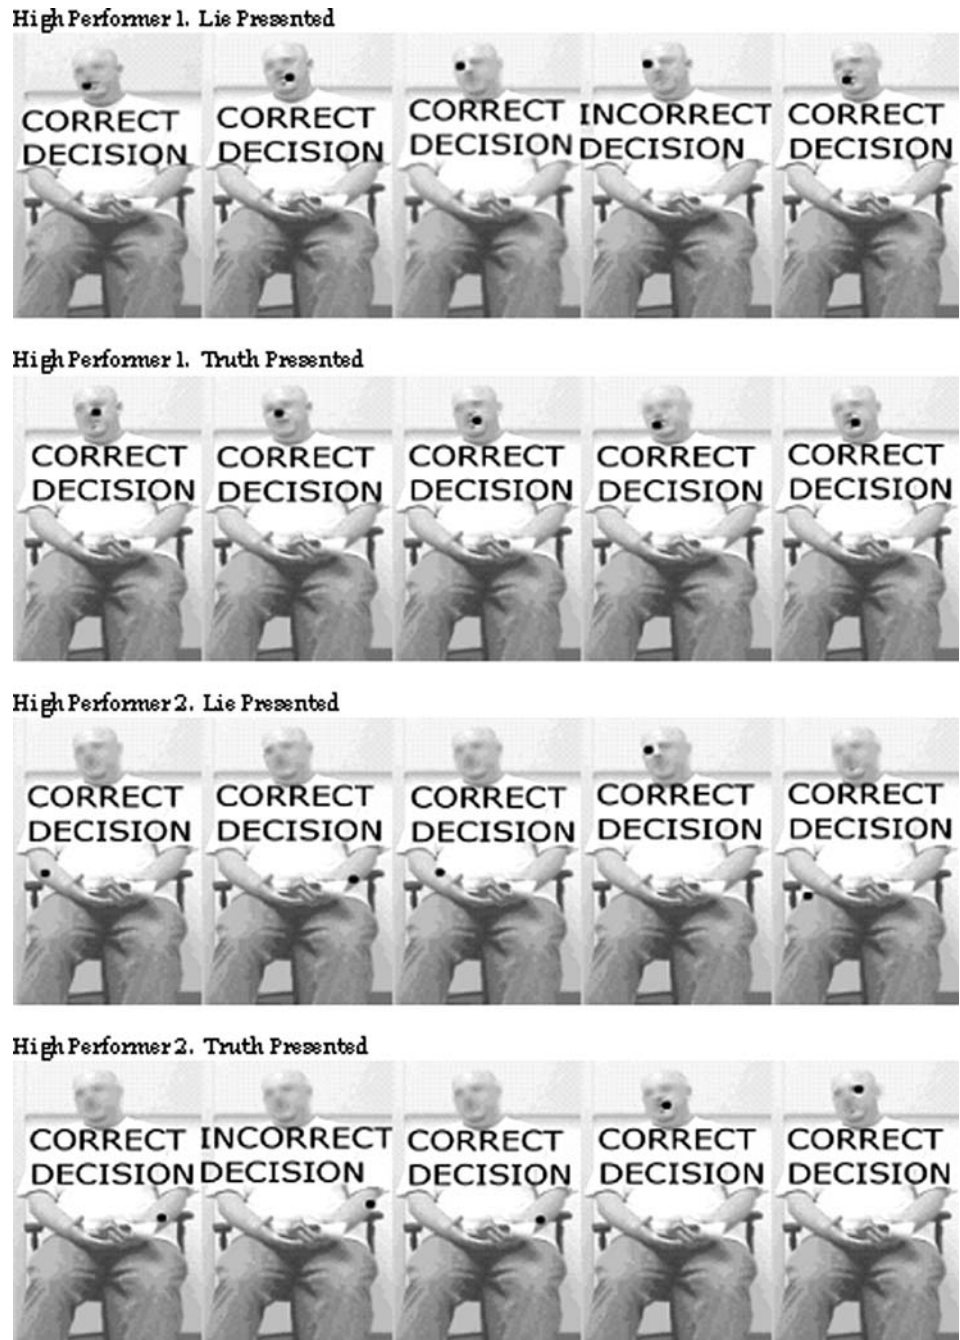 High Performer 1. Lie Presented
CORRECT CORRECT CORRECT INCORRECT CORRECT
DECISION DECISION DECISION DECISION DECISION
High Performer 1. Truth Presented
CORRECT CORRECT CORRECT CORRECT CORRECT
DECISION DECISION DECISION DECISION DECISION
High Performer 2. Lie Presented
CORRECT CORRECT CORRECT CORRECT CORRECT
DECISION DECISION DECISION DECISION DECISION
High Performer 2. Truth Presented
CORRECT INCORRECT CORRECT CORRECT CORRECT
DECISION DECISION DECISION DECISION DECISION